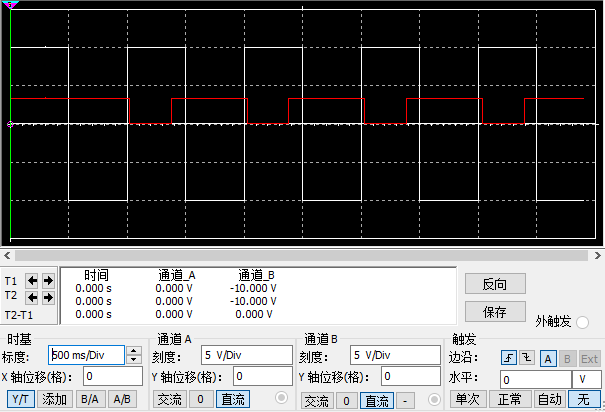 时间 通道_A 通道_B
T1 0.000 s 0.000 V -10.000 V
T2 0.000 s 0.000 V -10.000 V
T2-T1 0.000 s 0.000 V 0.000 V
反向
保存
外触发
时基
标度: 500 ms/Div
X 轴位移(格): 0
Y/T 添加 B/A A/B
通道 A
刻度: 5 V/Div
Y 轴位移(格): 0
交流 0 直流
通道 B
刻度: 5 V/Div
Y 轴位移(格): 0
交流 0 直流 -
触发
边沿: A B Ext
水平: 0 V
单次 正常 自动 无